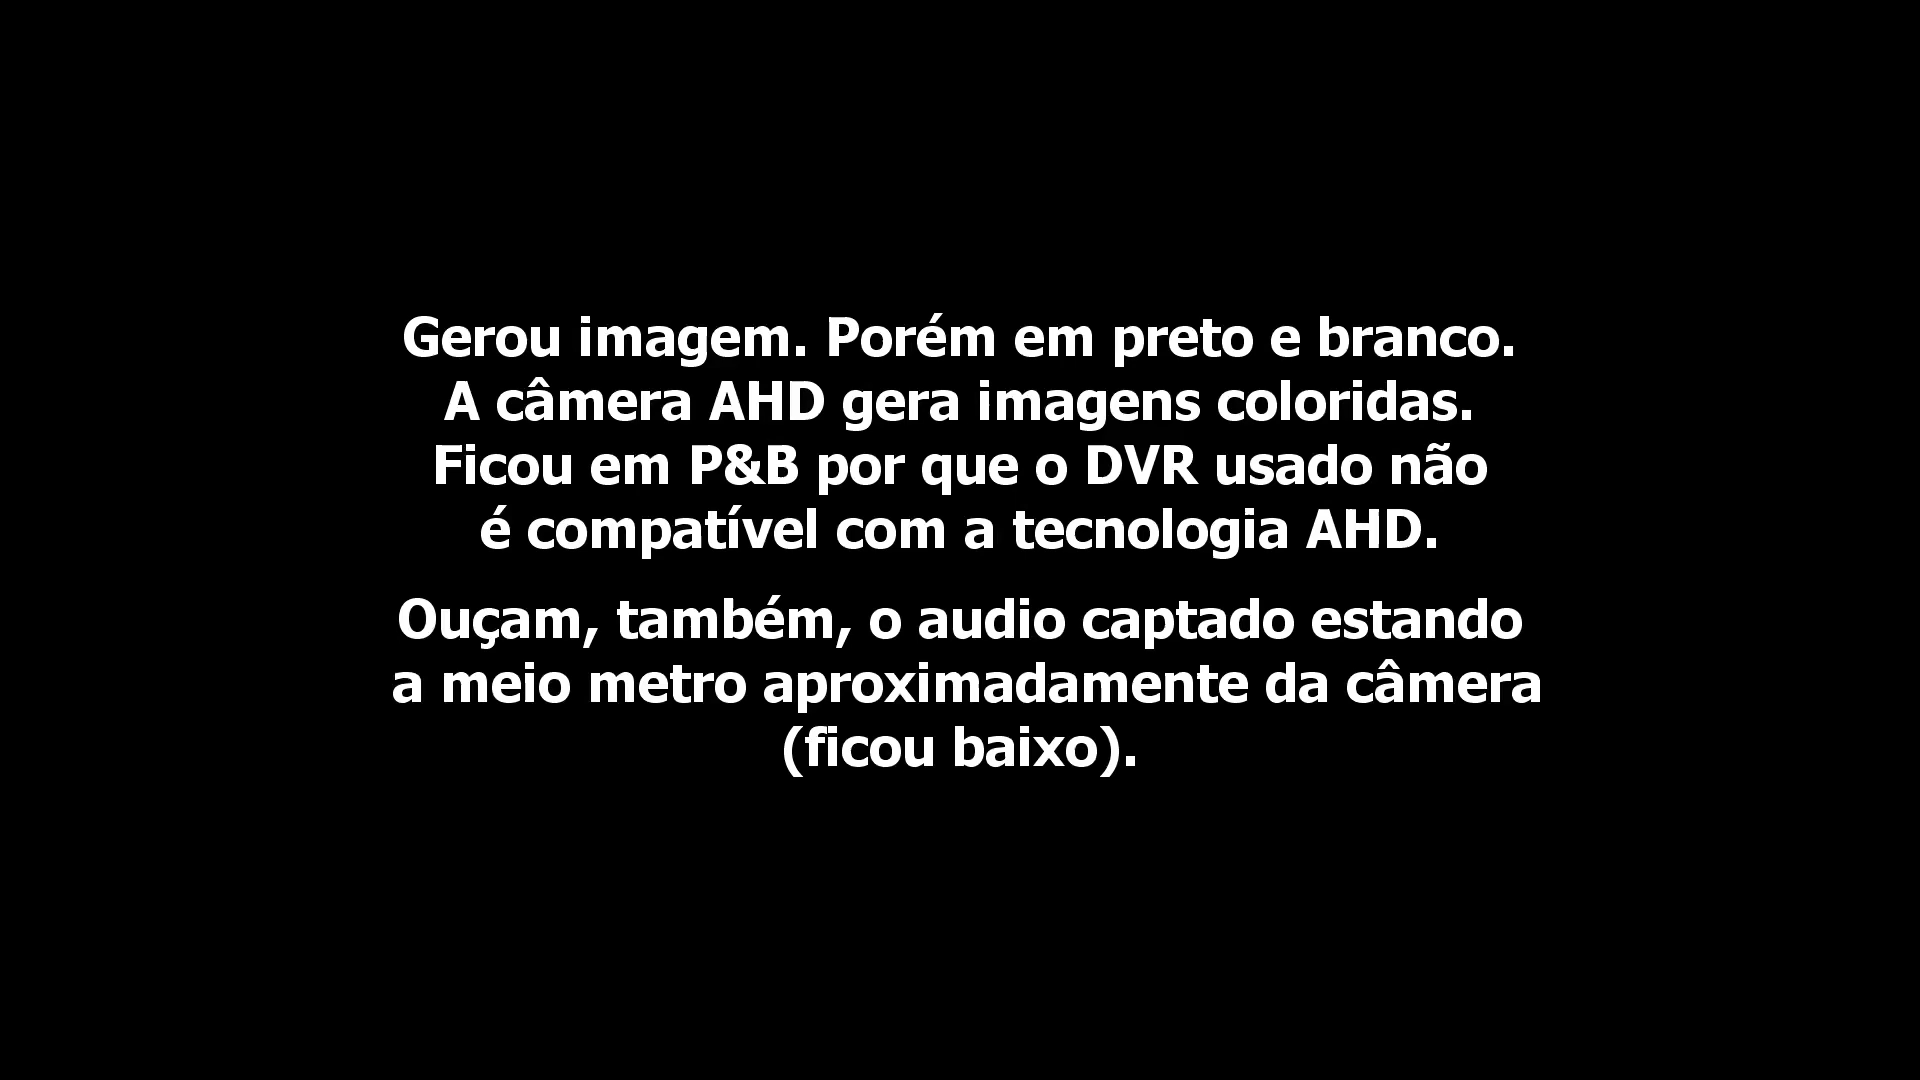 Gerou imagem. Porém em preto e branco.
A câmera AHD gera imagens coloridas.
Ficou em P&B por que o DVR usado não
é compatível com a tecnologia AHD.
Ouçam, também, o audio captado estando
a meio metro aproximadamente da câmera
(ficou baixo).